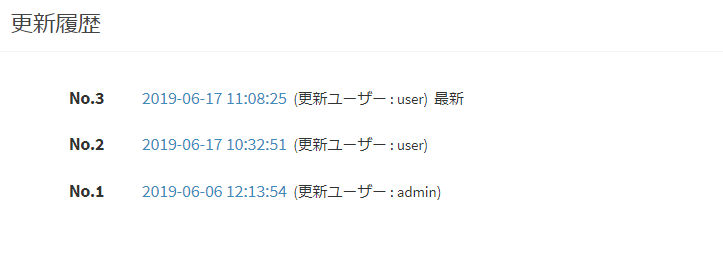 更新履歴
No.3 2019-06-17 11:08:25 (更新ユーザー : user) 最新
No.2 2019-06-17 10:32:51 (更新ユーザー : user)
No.1 2019-06-06 12:13:54 (更新ユーザー : admin)